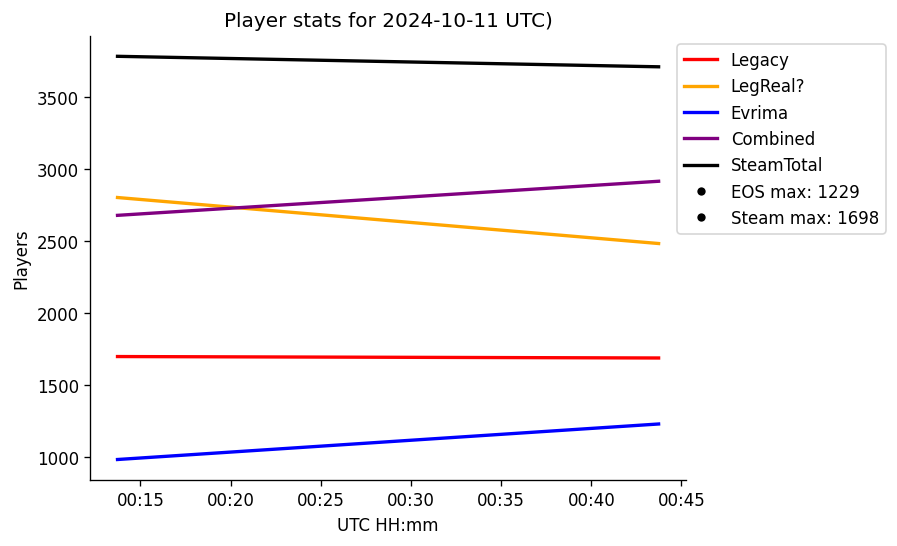 Player stats for 2024-10-11 UTC)
Legacy
LegReal?
Evrima
Combined
SteamTotal
EOS max: 1229
Steam max: 1698
Players
3500
3000
2500
2000
1500
1000
00:15 00:20 00:25 00:30 00:35 00:40 00:45
UTC HH:mm